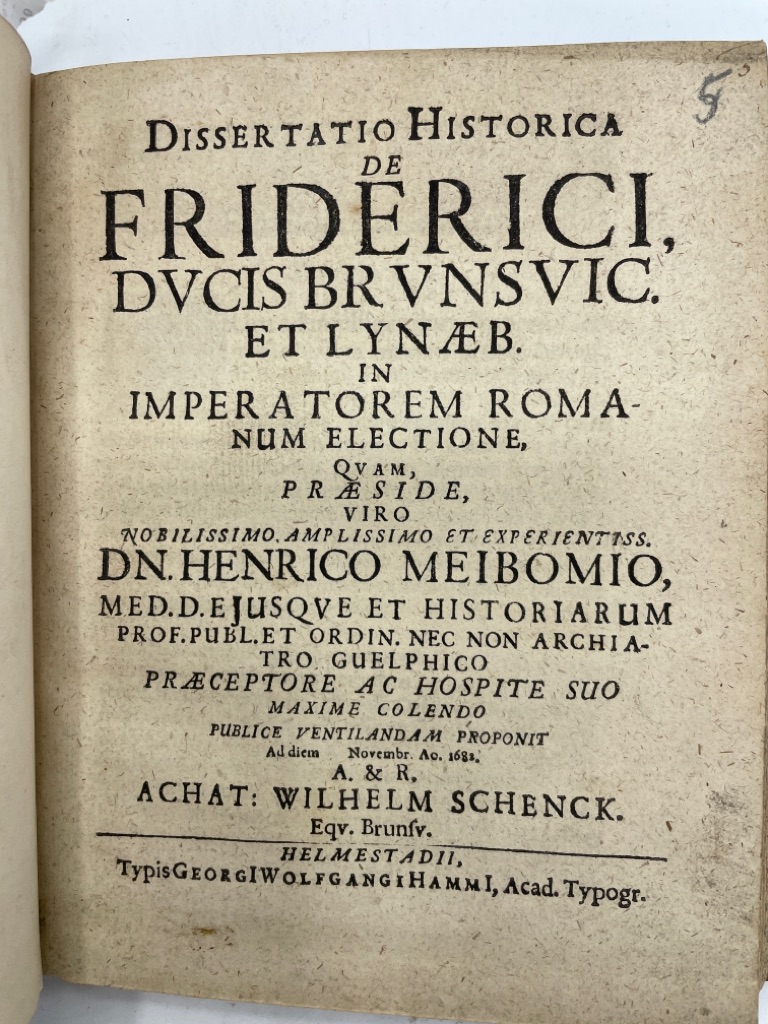 5
DISSERTATIO HISTORICA
DE
FRIDERICI,
DVCIS BRVNSVIC.
ET LYNÆB.
IN
IMPERATOREM ROMA-
NUM ELECTIONE,
QVAM,
PRÆSIDE,
VIRO
NOBILISSIMO, AMPLISSIMO ET EXPERIENTISS.
DN. HENRICO MEIBOMIO,
MED. D. EJUSQVE ET HISTORIARUM
PROF. PUBL. ET ORDIN. NEC NON ARCHIA-
TRO GUELPHICO
PRÆCEPTORE AC HOSPITE SUO
MAXIME COLENDO
PUBLICE VENTILANDAM PROPONIT
Ad diem Novembr. Ao. 1682.
A. & R.
ACHAT: WILHELM SCHENCK.
Eqv. Brunsv.
HELMESTADII,
Typis GEORGI WOLFGANGI HAMMI, Acad. Typogr.